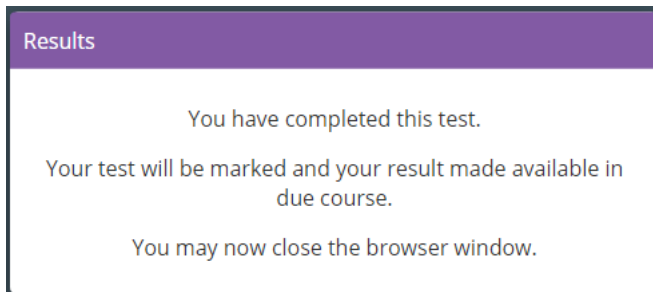 Results
You have completed this test.
Your test will be marked and your result made available in
due course.
You may now close the browser window.